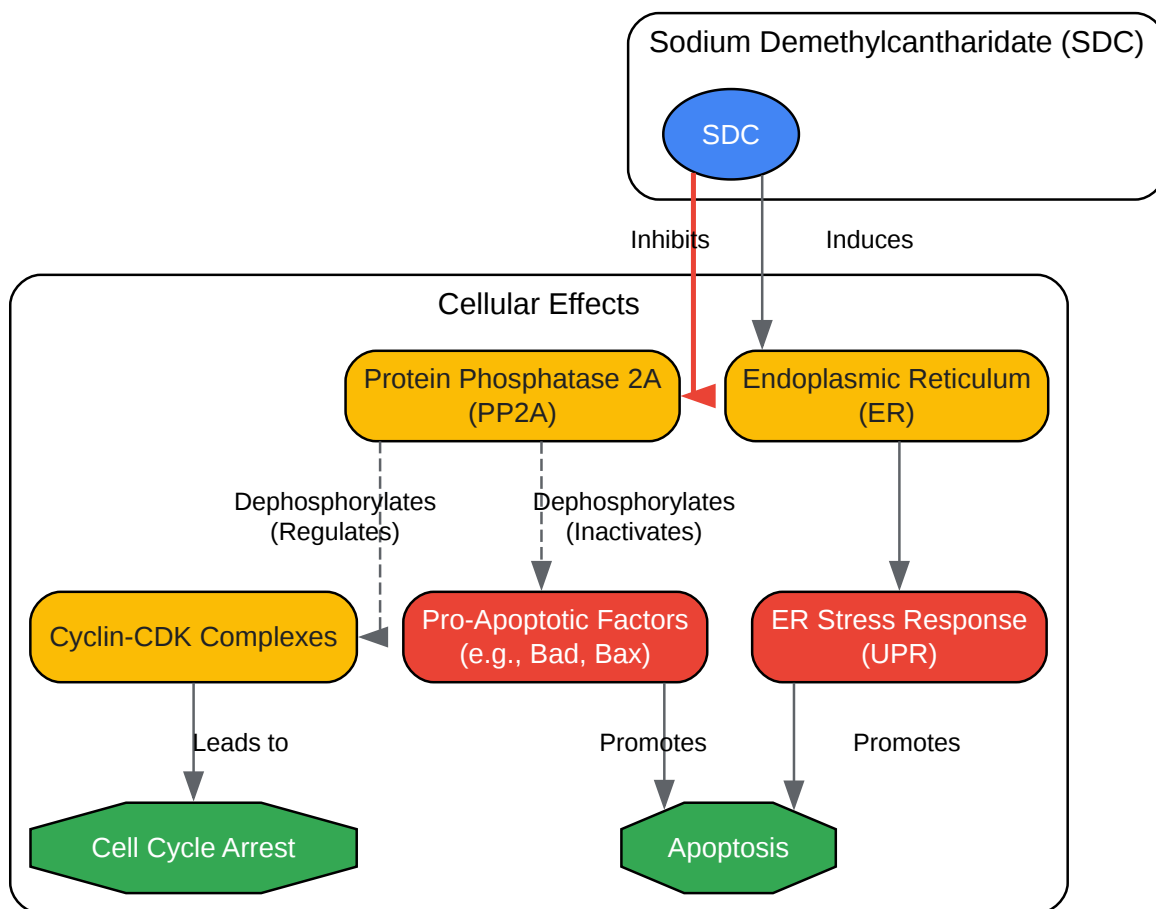 Sodium Demethylcantharidate (SDC)
SDC
Inhibits
Induces
Cellular Effects
Protein Phosphatase 2A
(PP2A)
Endoplasmic Reticulum
(ER)
Dephosphorylates
(Regulates)
Dephosphorylates
(Inactivates)
Cyclin-CDK Complexes
Pro-Apoptotic Factors
(e.g., Bad, Bax)
ER Stress Response
(UPR)
Leads to
Promotes
Promotes
Cell Cycle Arrest
Apoptosis